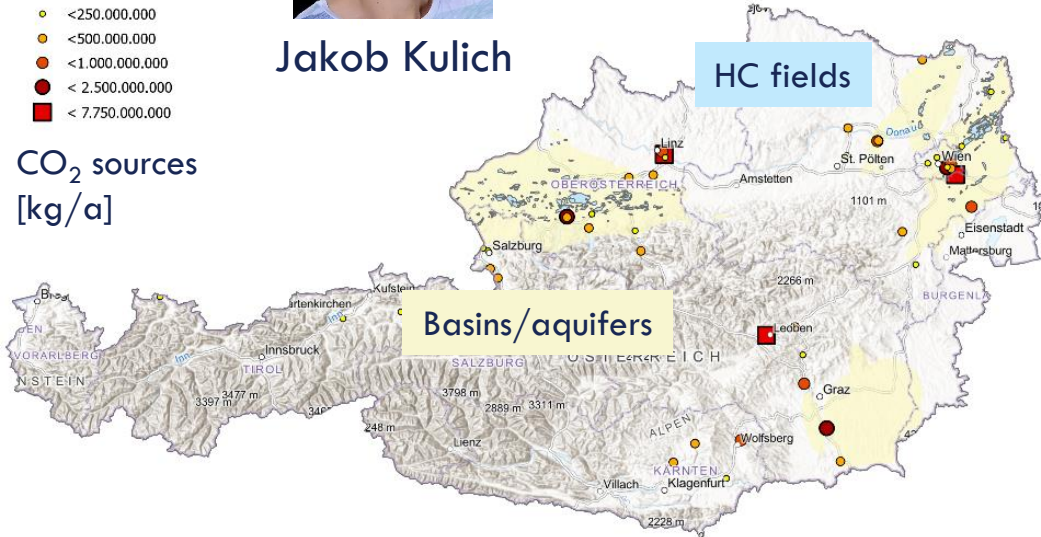 <250.000.000
<500.000.000
<1.000.000.000
< 2.500.000.000
< 7.750.000.000
CO₂ sources
[kg/a]
Jakob Kulich
HC fields
Basins/aquifers
Linz
Donau
Wien
St. Pölten
Amstetten
OBERÖSTERREICH
1101 m
Eisenstadt
Mattersburg
Salzburg
2266 m
Kufstein
BURGENL
rtenkirchen
Inn
Leoben
ÖSTERREICH
Innsbruck
VORARLBERG
TIROL
SALZBURG
NSTEIN
Inn
3477 m
3397 m
3798 m
2889 m
3311 m
Graz
248 m
ALPEN
Wolfsberg
Lienz
KÄRNTEN
Villach
Klagenfurt
2228 m